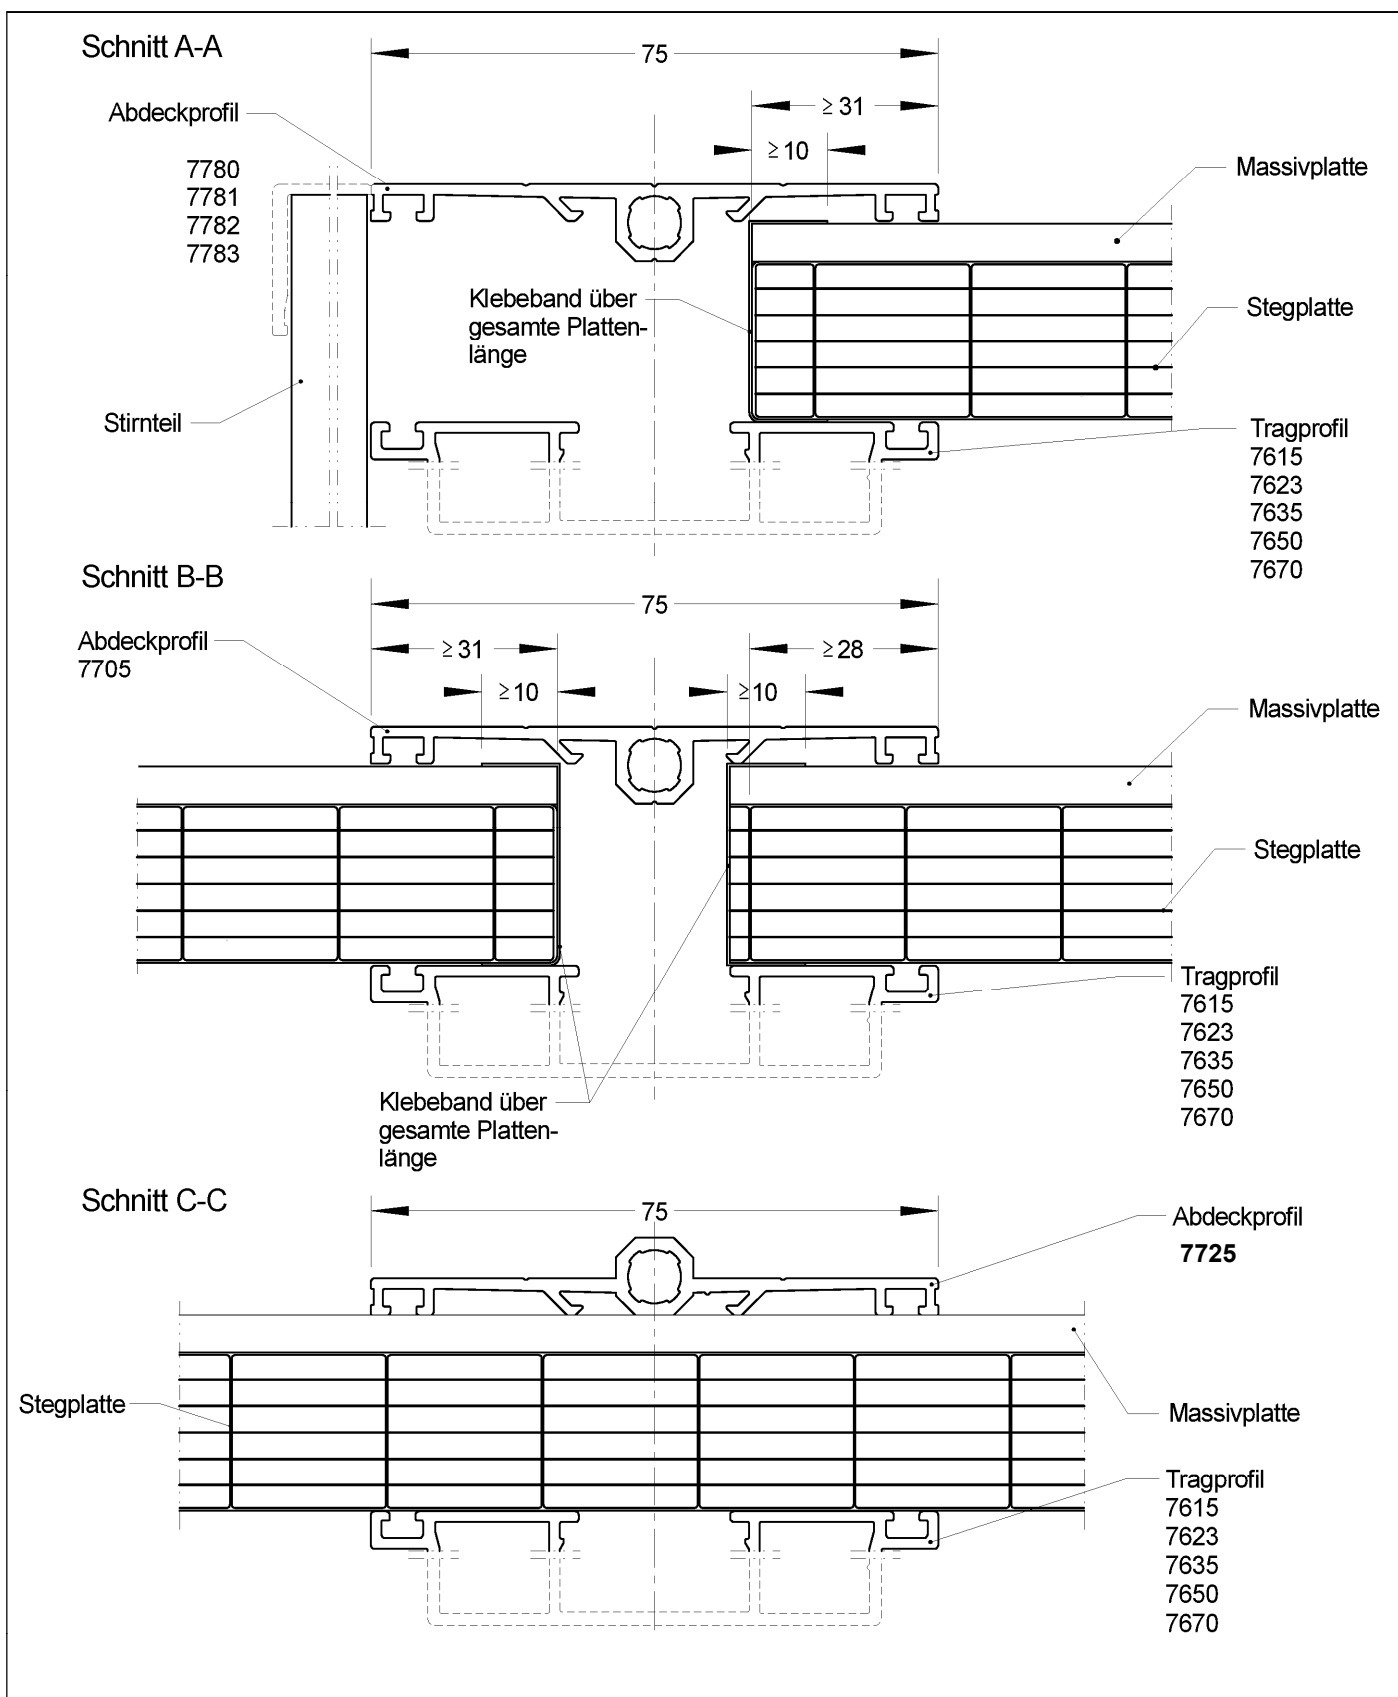 Schnitt A-A
75
Abdeckprofil
≥ 31
≥ 10
7780
7781
7782
7783
Massivplatte
Klebeband über
gesamte Platten-
länge
Stegplatte
Stirnteil
Tragprofil
7615
7623
7635
7650
7670
Schnitt B-B
75
Abdeckprofil
7705
≥ 31
≥ 28
≥ 10
≥ 10
Massivplatte
Stegplatte
Tragprofil
7615
7623
7635
7650
7670
Klebeband über
gesamte Platten-
länge
Schnitt C-C
75
Abdeckprofil
7725
Stegplatte
Massivplatte
Tragprofil
7615
7623
7635
7650
7670